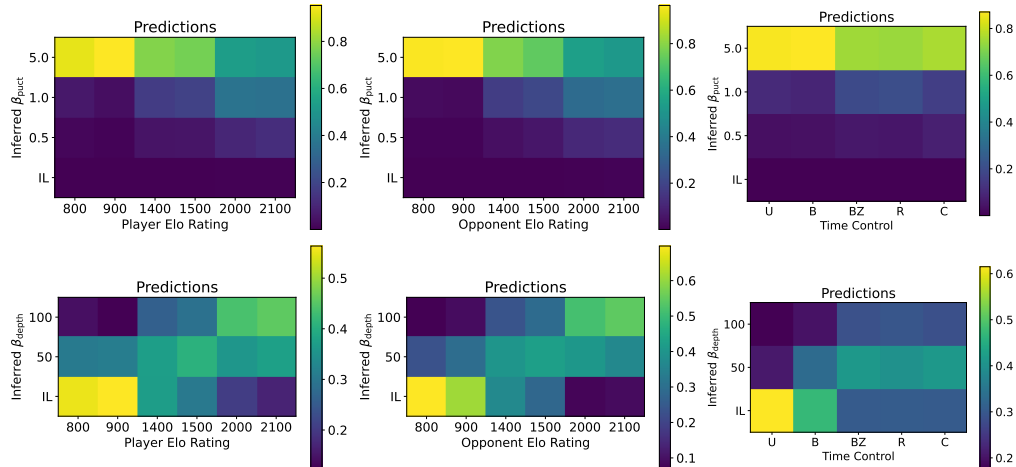 Predictions
Inferred β_puct
5.0
1.0
0.5
IL
800 900 1400 1500 2000 2100
Player Elo Rating
0.8
0.6
0.4
0.2
Predictions
Inferred β_puct
5.0
1.0
0.5
IL
800 900 1400 1500 2000 2100
Opponent Elo Rating
0.8
0.6
0.4
0.2
Predictions
Inferred β_puct
5.0
1.0
0.5
IL
U B BZ R C
Time Control
0.8
0.6
0.4
0.2
Predictions
Inferred β_depth
100
50
IL
800 900 1400 1500 2000 2100
Player Elo Rating
0.5
0.4
0.3
0.2
Predictions
Inferred β_depth
100
50
IL
800 900 1400 1500 2000 2100
Opponent Elo Rating
0.6
0.5
0.4
0.3
0.2
0.1
Predictions
Inferred β_depth
100
50
IL
U B BZ R C
Time Control
0.6
0.5
0.4
0.3
0.2